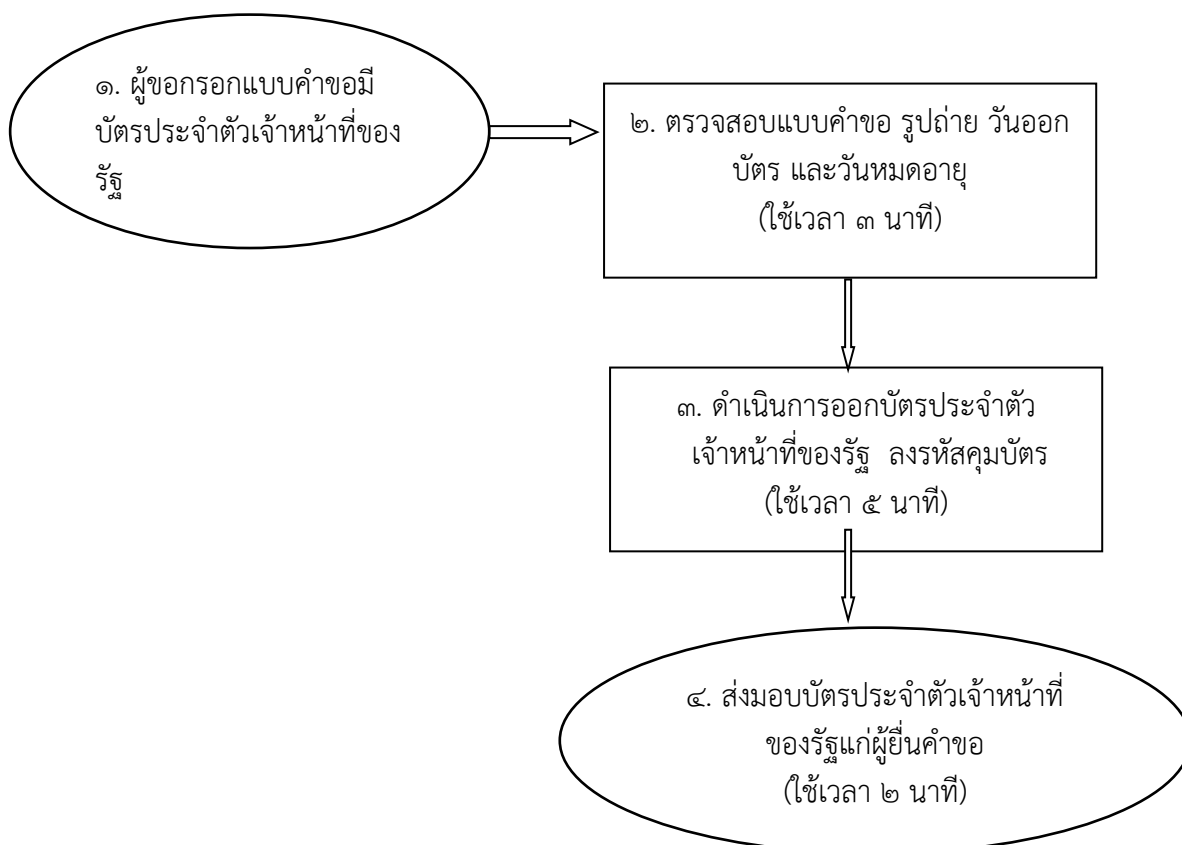 ๑. ผู้ขอกรอกแบบคำขอมี
บัตรประจำตัวเจ้าหน้าที่ของ
รัฐ
๒. ตรวจสอบแบบคำขอ รูปถ่าย วันออก
บัตร และวันหมดอายุ
(ใช้เวลา ๓ นาที)
๓. ดำเนินการออกบัตรประจำตัว
เจ้าหน้าที่ของรัฐ ลงรหัสคุมบัตร
(ใช้เวลา ๕ นาที)
๔. ส่งมอบบัตรประจำตัวเจ้าหน้าที่
ของรัฐแก่ผู้ยื่นคำขอ
(ใช้เวลา ๒ นาที)